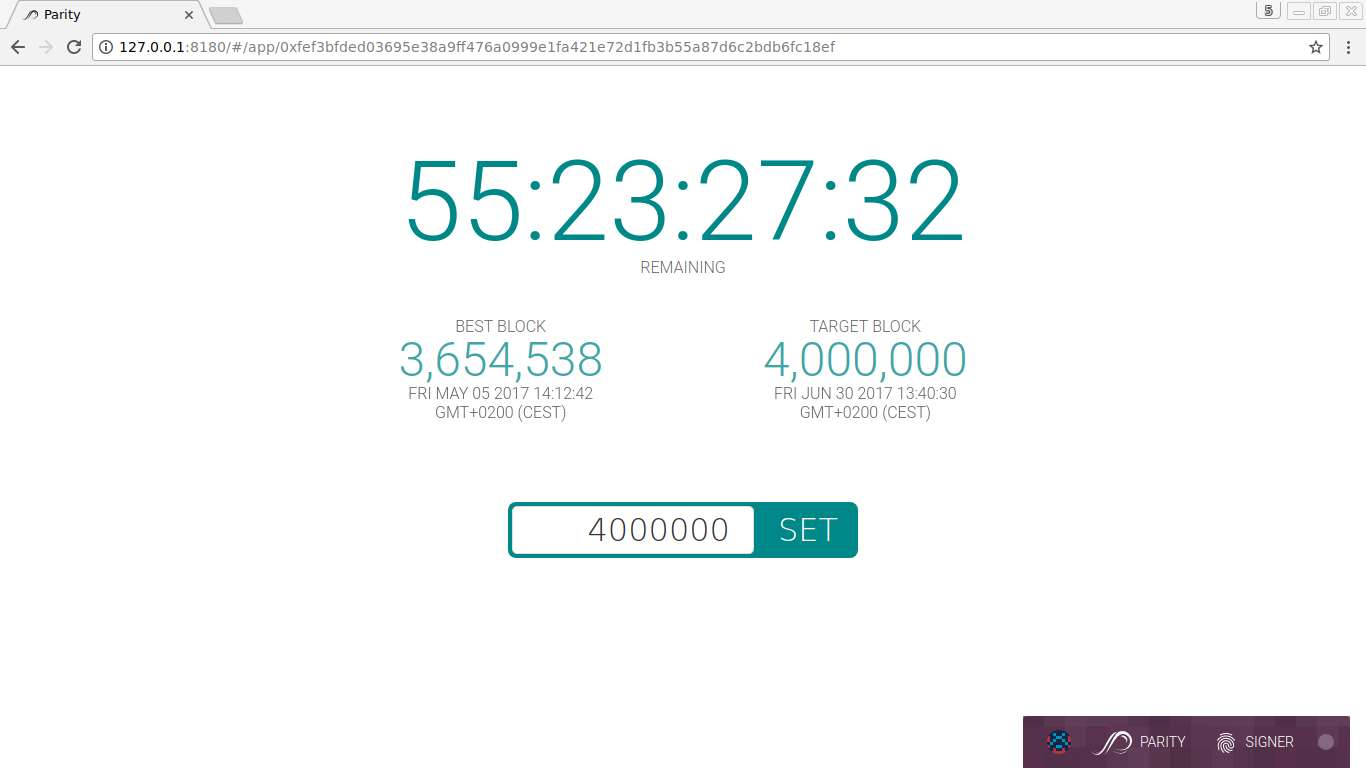 Parity
5
127.0.0.1:8180/#/app/0xfef3bfded03695e38a9ff476a0999e1fa421e72d1fb3b55a87d6c2bdb6fc18ef
55:23:27:32
REMAINING
BEST BLOCK
3,654,538
FRI MAY 05 2017 14:12:42
GMT+0200 (CEST)
TARGET BLOCK
4,000,000
FRI JUN 30 2017 13:40:30
GMT+0200 (CEST)
4000000 SET
PARITY SIGNER